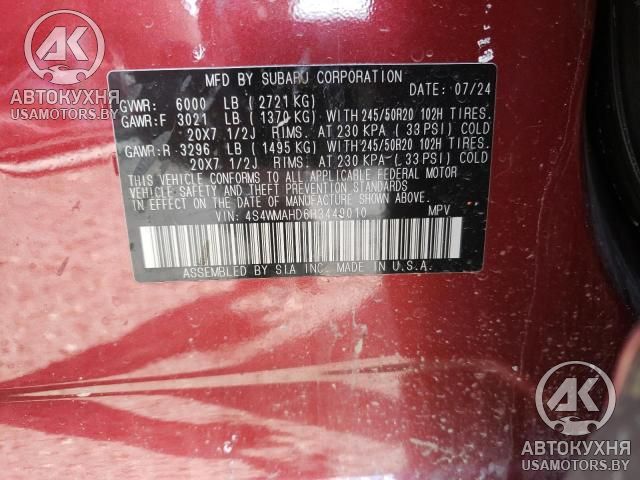 АК
АВТОКУХНЯ
USAMOTORS.BY
MFD BY SUBARU CORPORATION
DATE: 07/24
GVWR: 6000 LB (2721 KG)
GAWR:F 3021 LB (1370 KG) WITH 245/50R20 102H TIRES.
20X7 1/2J RIMS. AT 230 KPA (33 PSI) COLD
GAWR:R 3296 LB (1495 KG) WITH 245/50R20 102H TIRES.
20X7 1/2J RIMS. AT 230 KPA (33 PSI) COLD
THIS VEHICLE CONFORMS TO ALL APPLICABLE FEDERAL MOTOR
VEHICLE SAFETY AND THEFT PREVENTION STANDARDS
IN EFFECT ON THE DATE OF MANUFACTURE SHOWN ABOVE.
VIN: 4S4WMAHD6R3449010 MPV
ASSEMBLED BY SIA INC. MADE IN U.S.A.
АК
АВТОКУХНЯ
USAMOTORS.BY